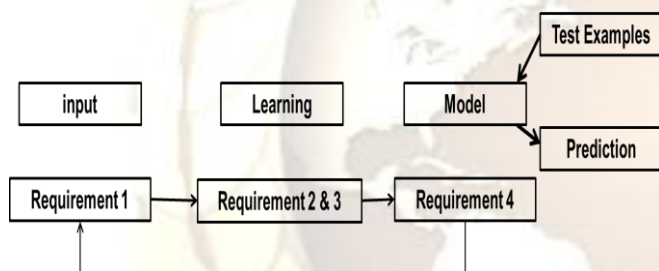 Test Examples
input
Learning
Model
Prediction
Requirement 1
Requirement 2 & 3
Requirement 4